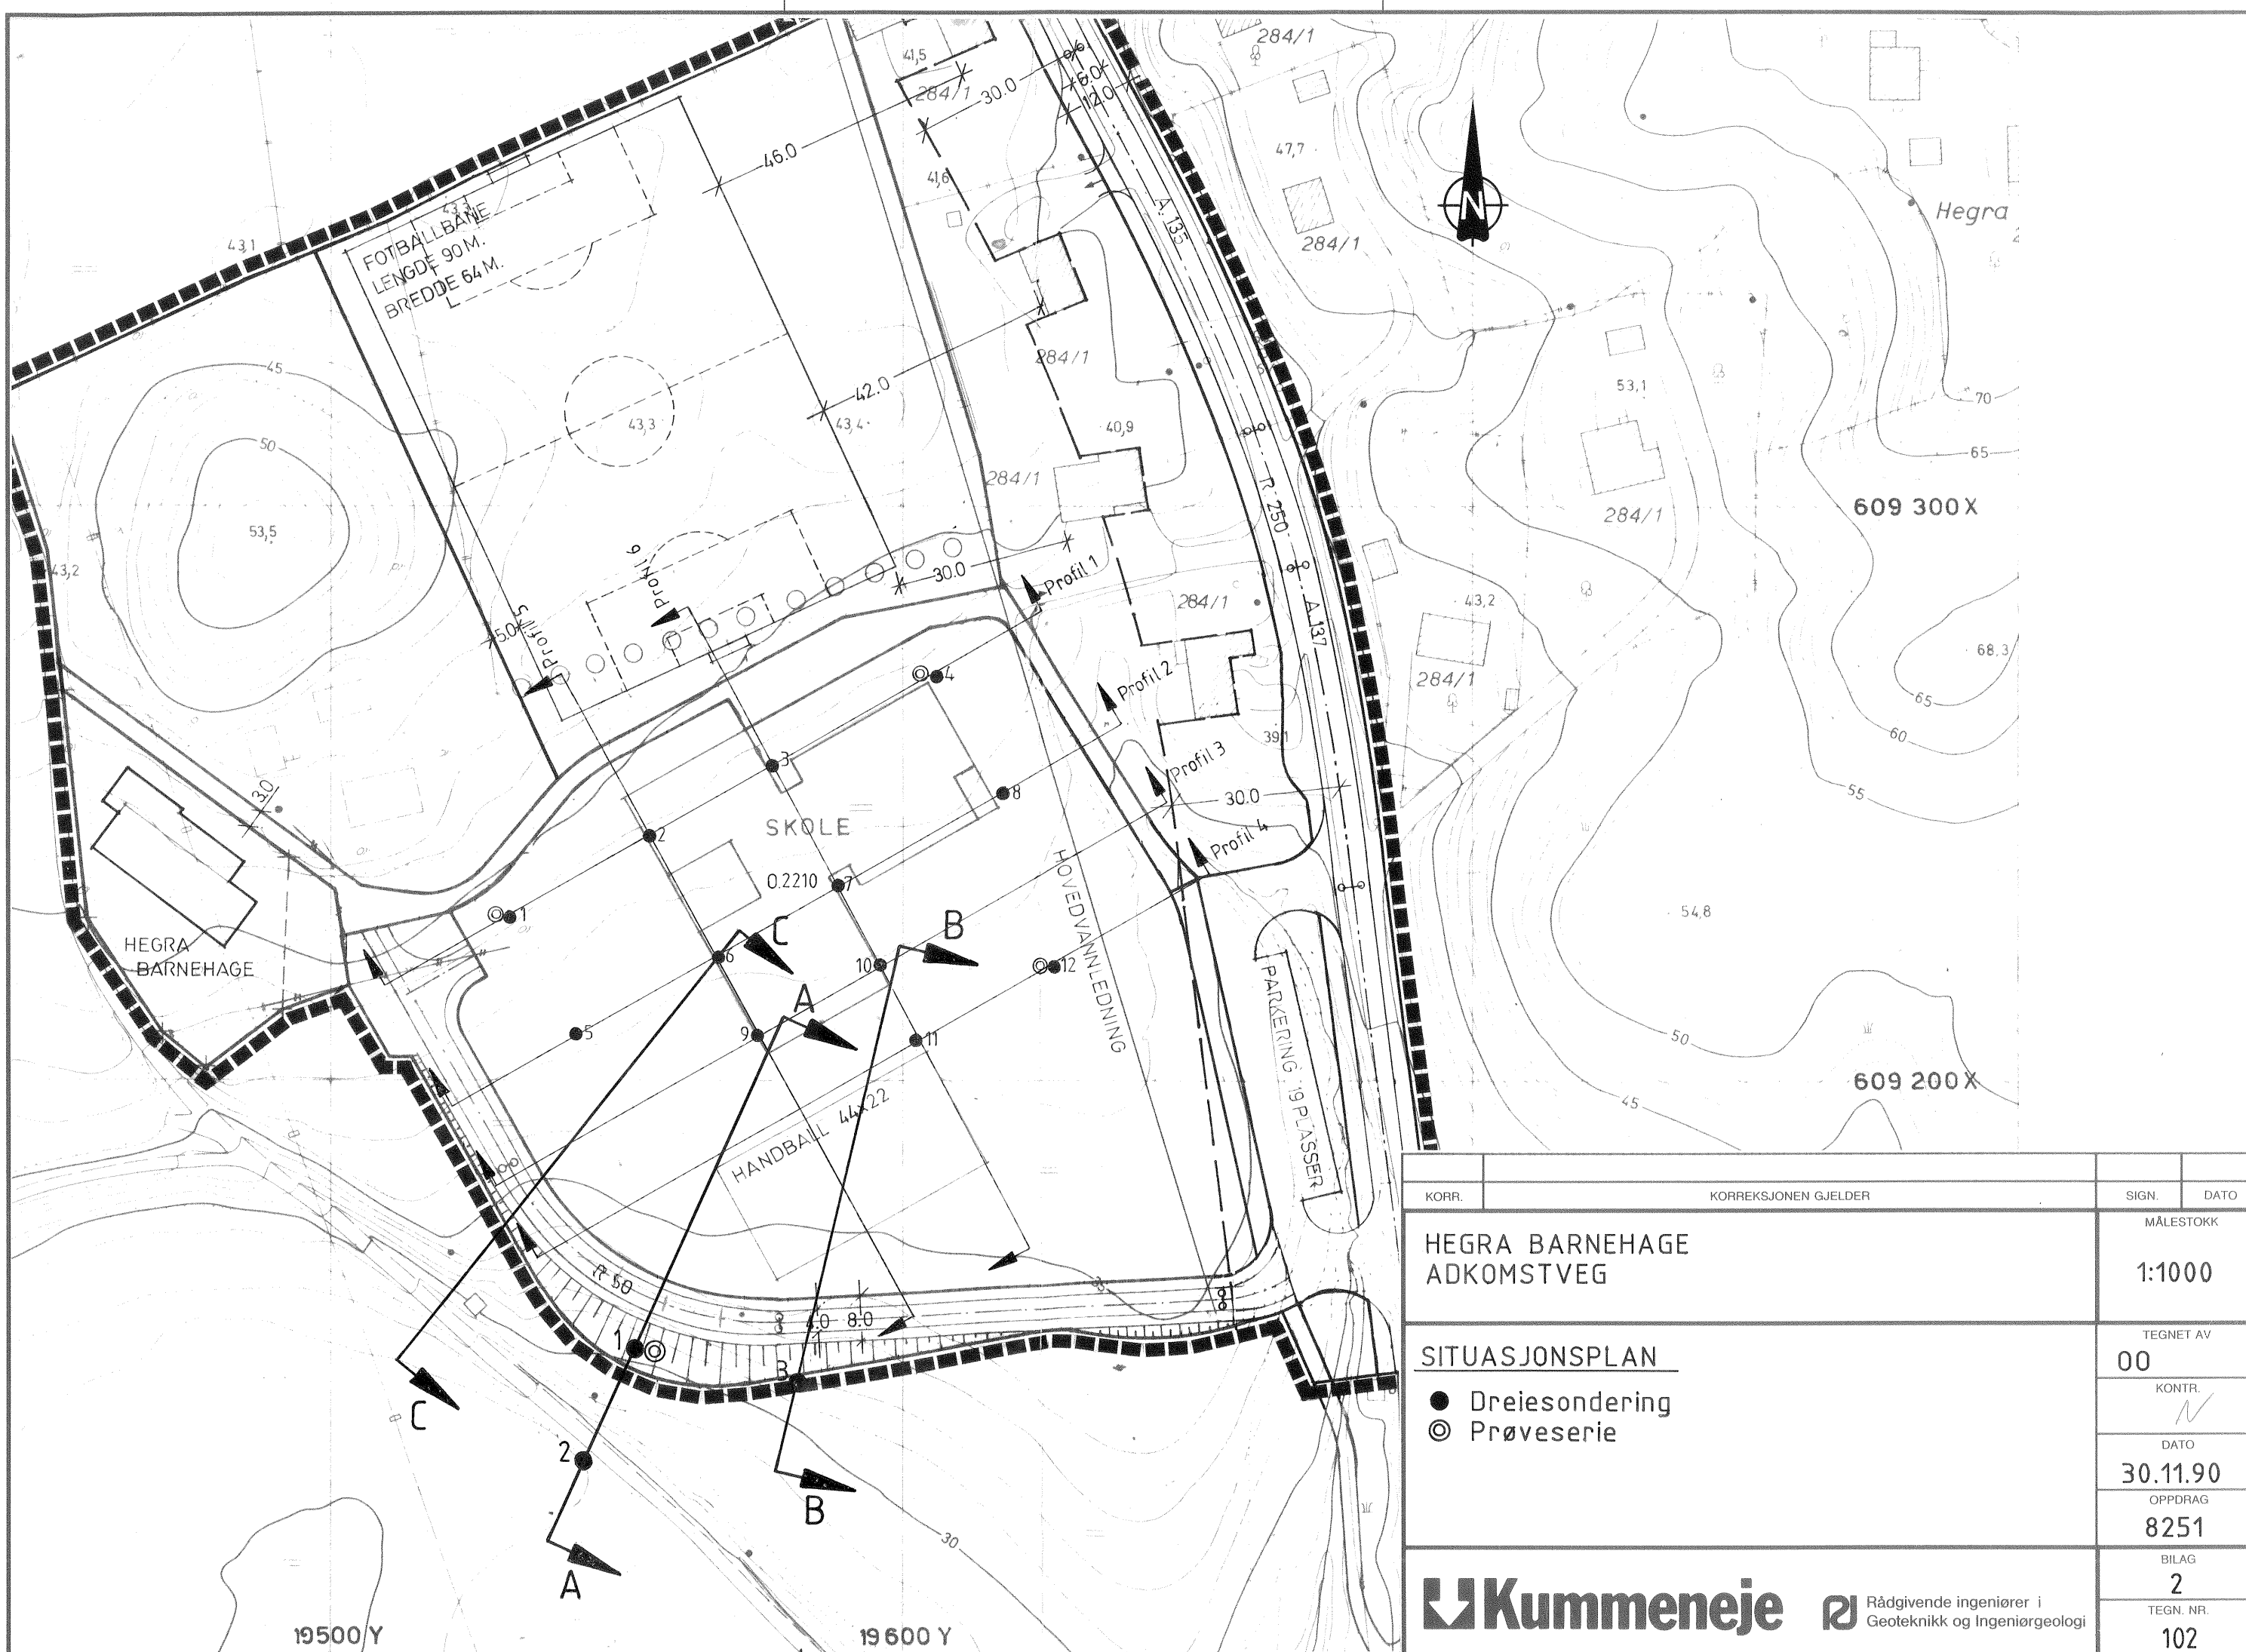 41,5
284/1
284/1
30.0
6.0
12.0
46.0
47,7
41,6
284/1
Hegra
43,1
43,3
FOTBALLBANE
LENGDE 90 M.
BREDDE 64 M.
A. 135
N
45
284/1
42.0
43,3
43,4
40,9
53,1
70
50
65
284/1
R 250
609 300 X
284/1
53,5
43,2
Profil 6
30.0
Profil 1
284/1
A 137
43,2
Profil 5
5.0
68.3
284/1
4
Profil 2
65
60
39,1
3
Profil 3
30.0
55
3.0
8
SKOLE
2
Profil 4
0.2210
7
HOVEDVANNLEDNING
1
54,8
HEGRA
BARNEHAGE
C
B
6
10
12
A
5
9
11
PARKERING 19 PLASSER
50
609 200 X
45
HANDBALL 44x22
R 50
35
4.0
8.0
1
3
C
2
B
30
A
19500 Y
19600 Y
KORR.
KORREKSJONEN GJELDER
SIGN.
DATO
HEGRA BARNEHAGE
ADKOMSTVEG
MÅLESTOKK
1:1000
SITUASJONSPLAN
Dreiesondering
Prøveserie
TEGNET AV
OO
KONTR.
N
DATO
30.11.90
OPPDRAG
8251
Kummeneje
Rådgivende ingeniører i
Geoteknikk og Ingeniørgeologi
BILAG
2
TEGN. NR.
102